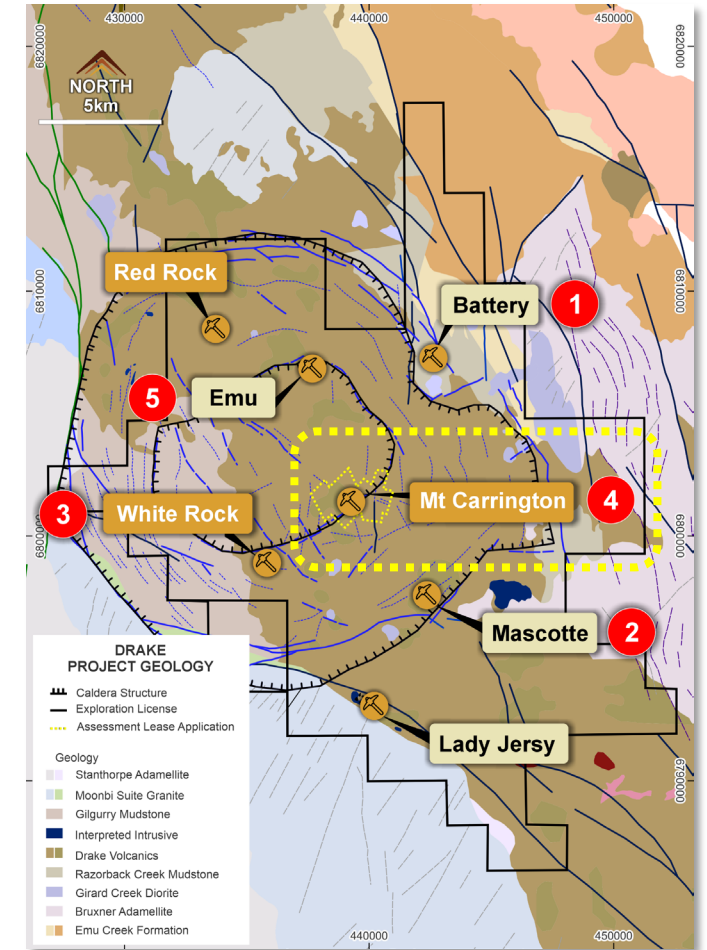 430000
440000
450000
6820000
6820000
NORTH
5km
Red Rock
6810000
6810000
Battery
1
Emu
5
Mt Carrington
4
3
White Rock
6800000
6800000
Mascotte
2
Lady Jersy
6790000
DRAKE
PROJECT GEOLOGY
Caldera Structure
Exploration License
Assessment Lease Application
Geology
Stanthorpe Adamellite
Moonbi Suite Granite
Gilgurry Mudstone
Interpreted Intrusive
Drake Volcanics
Razorback Creek Mudstone
Girard Creek Diorite
Bruxner Adamellite
Emu Creek Formation
440000
450000